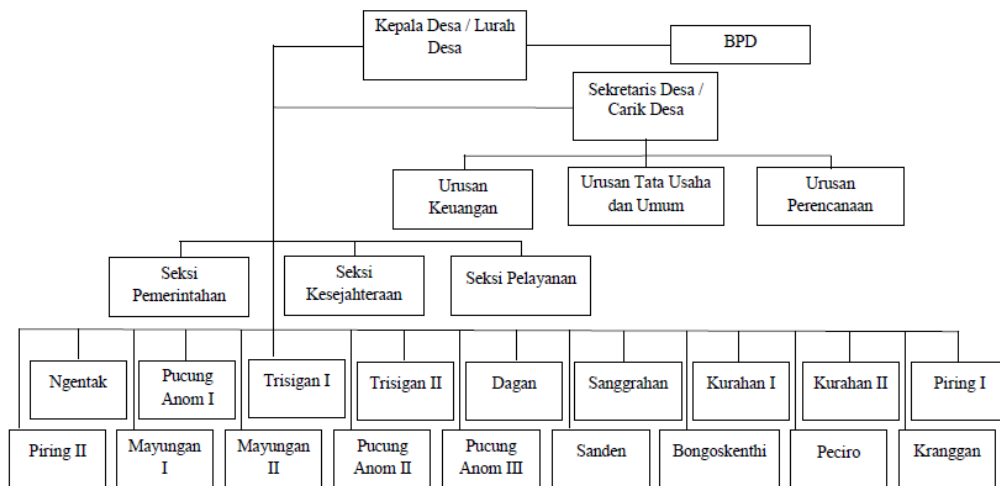 Kepala Desa / Lurah
Desa
BPD
Sekretaris Desa /
Carik Desa
Urusan
Keuangan
Urusan Tata Usaha
dan Umum
Urusan
Perencanaan
Seksi
Pemerintahan
Seksi
Kesejahteraan
Seksi Pelayanan
Ngentak
Pucung
Anom I
Trisigan I
Trisigan II
Dagan
Sanggrahan
Kurahan I
Kurahan II
Piring I
Piring II
Mayungan
I
Mayungan
II
Pucung
Anom II
Pucung
Anom III
Sanden
Bongoskenthi
Peciro
Kranggan